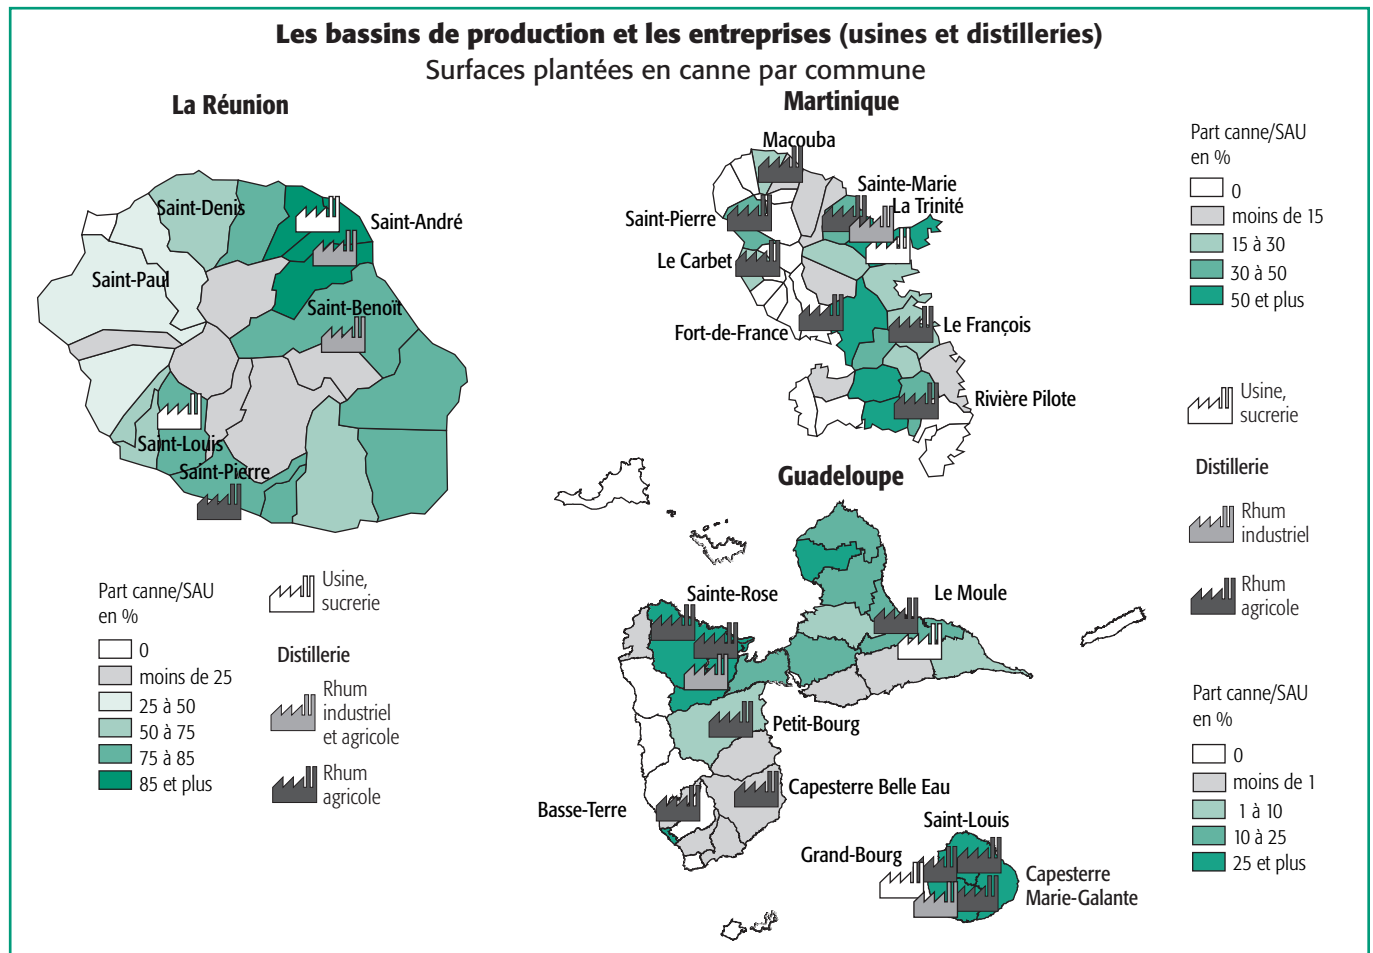 Les bassins de production et les entreprises (usines et distilleries)
Surfaces plantées en canne par commune
La Réunion
Saint-Denis
Saint-André
Saint-Paul
Saint-Benoït
Saint-Louis
Saint-Pierre
Part canne/SAU
en %
0
moins de 25
25 à 50
50 à 75
75 à 85
85 et plus
Usine,
sucrerie
Distillerie
Rhum
industriel
et agricole
Rhum
agricole
Martinique
Macouba
Sainte-Marie
La Trinité
Saint-Pierre
Le Carbet
Fort-de-France
Le François
Rivière Pilote
Part canne/SAU
en %
0
moins de 15
15 à 30
30 à 50
50 et plus
Usine,
sucrerie
Distillerie
Rhum
industriel
Rhum
agricole
Guadeloupe
Sainte-Rose
Le Moule
Petit-Bourg
Capesterre Belle Eau
Basse-Terre
Saint-Louis
Grand-Bourg
Capesterre
Marie-Galante
Part canne/SAU
en %
0
moins de 1
1 à 10
10 à 25
25 et plus